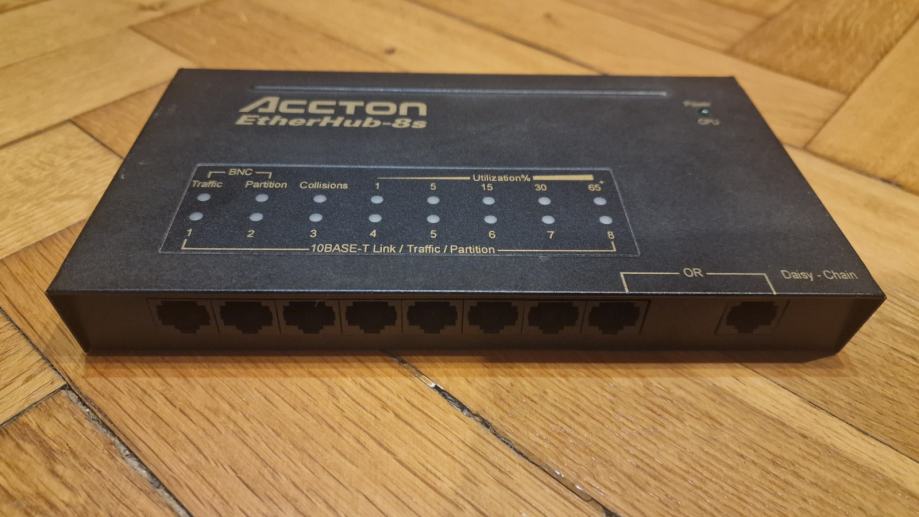 ACCTON
EtherHub-8s
Power
CPU
BNC
Traffic Partition Collisions
Utilization%
1 5 15 30 65+
1 2 3 4 5 6 7 8
10BASE-T Link / Traffic / Partition
OR
Daisy - Chain